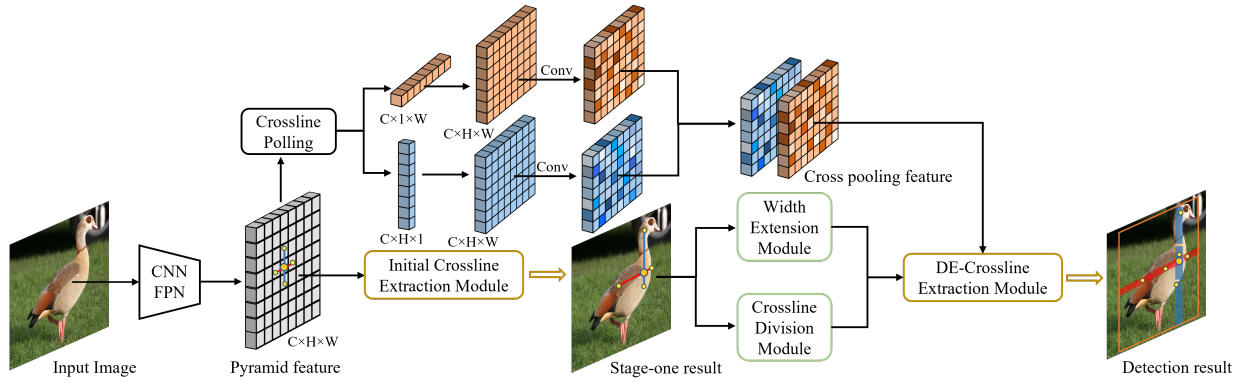 Crossline
Polling
C×1×W
C×H×W
Conv
C×H×1
C×H×W
Conv
Cross pooling feature
CNN
FPN
C×H×W
Initial Crossline
Extraction Module
Width
Extension
Module
Crossline
Division
Module
DE-Crossline
Extraction Module
Input Image
Pyramid feature
Stage-one result
Detection result